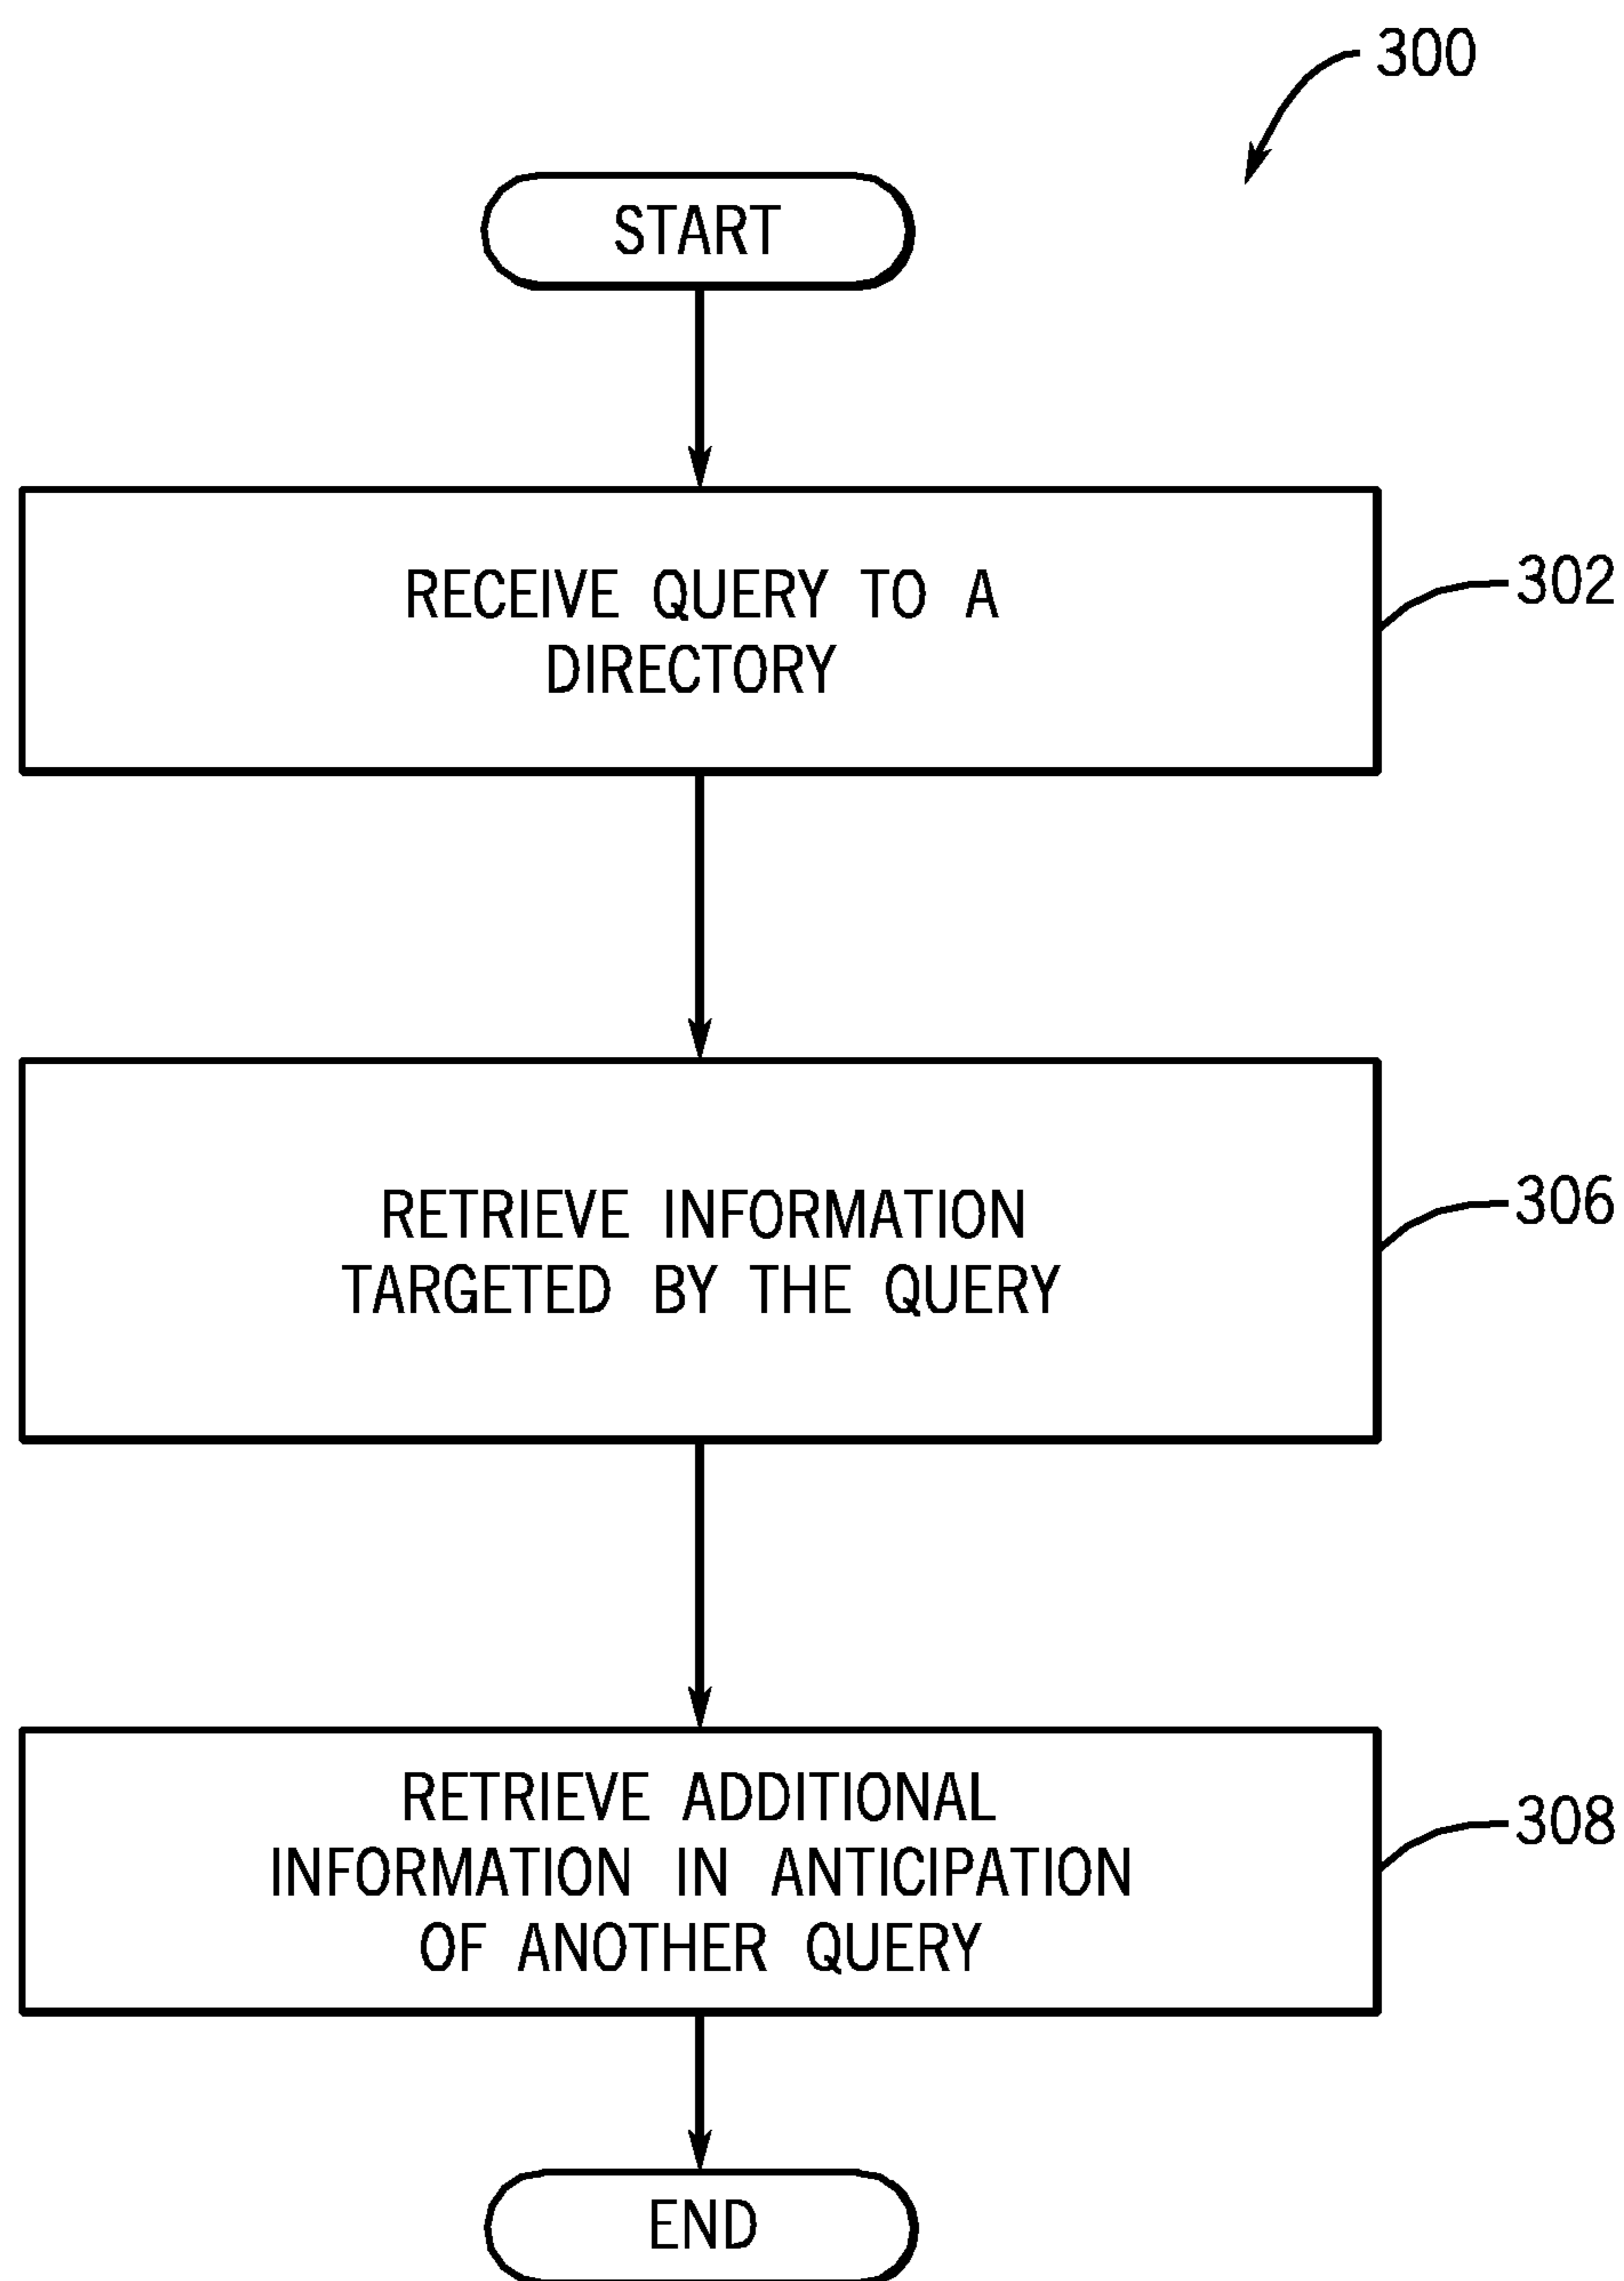 300
START
RECEIVE QUERY TO A
DIRECTORY
302
RETRIEVE INFORMATION
TARGETED BY THE QUERY
306
RETRIEVE ADDITIONAL
INFORMATION IN ANTICIPATION
OF ANOTHER QUERY
308
END